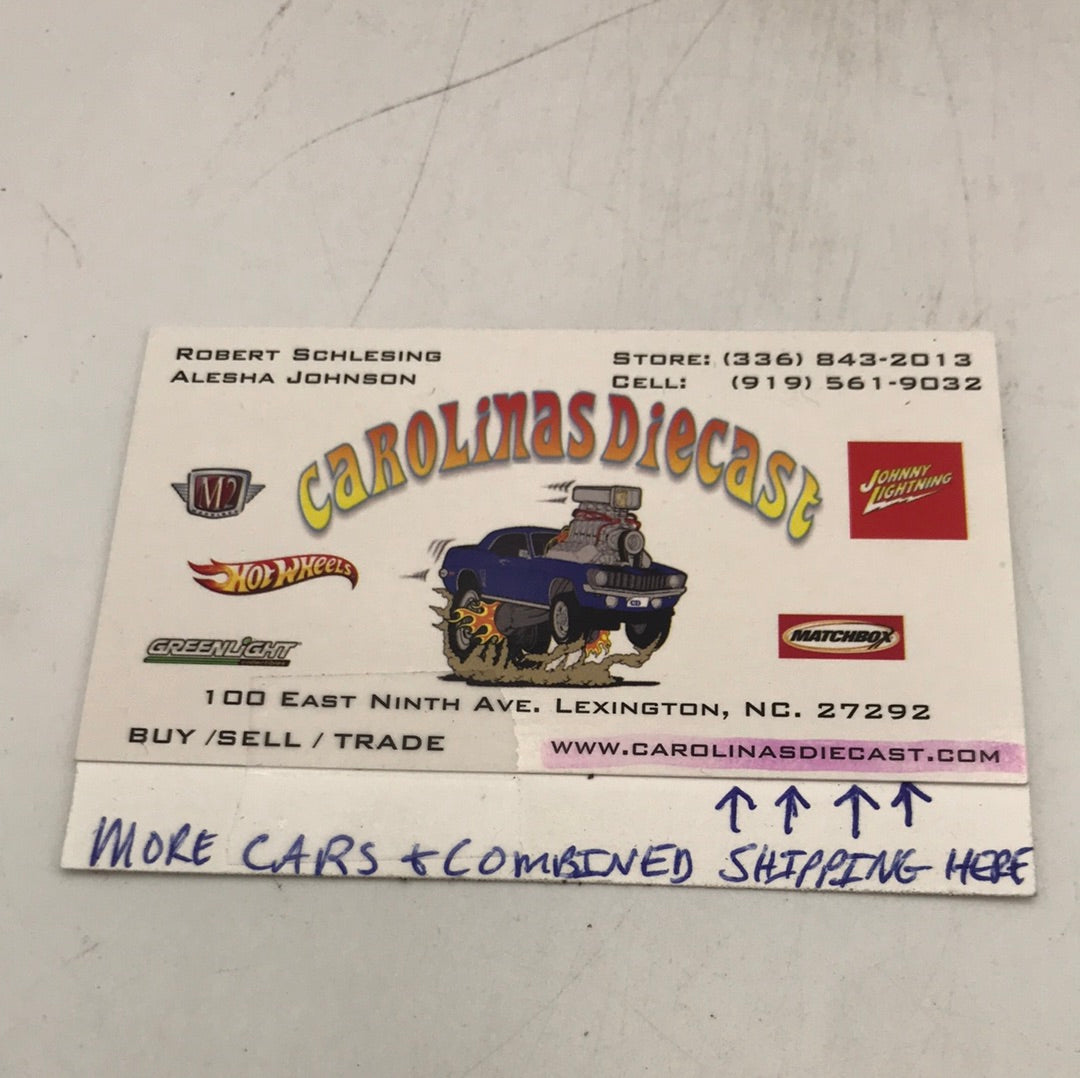 ROBERT SCHLESING
ALESHA JOHNSON
STORE: (336) 843-2013
CELL: (919) 561-9032
CAROLINAS DIECAST
M2
JOHNNY LIGHTNING
HOT WHEELS
GREENLIGHT
MATCHBOX
100 EAST NINTH AVE. LEXINGTON, NC. 27292
BUY /SELL / TRADE
WWW.CAROLINASDIECAST.COM
↑ ↑ ↑ ↑
MORE CARS + COMBINED SHIPPING HERE